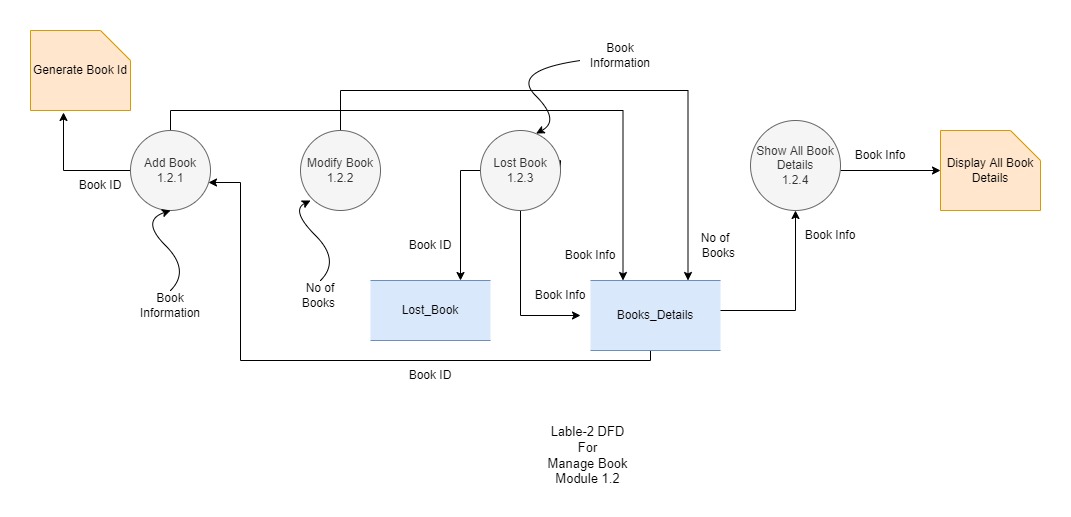 Book
Information
Generate Book Id
Add Book
1.2.1
Modify Book
1.2.2
Lost Book
1.2.3
Show All Book
Details
1.2.4
Book Info
Display All Book
Details
Book ID
Book ID
Book Info
No of
Books
Book Info
Book
Information
No of
Books
Lost_Book
Book Info
Books_Details
Book ID
Lable-2 DFD
For
Manage Book
Module 1.2